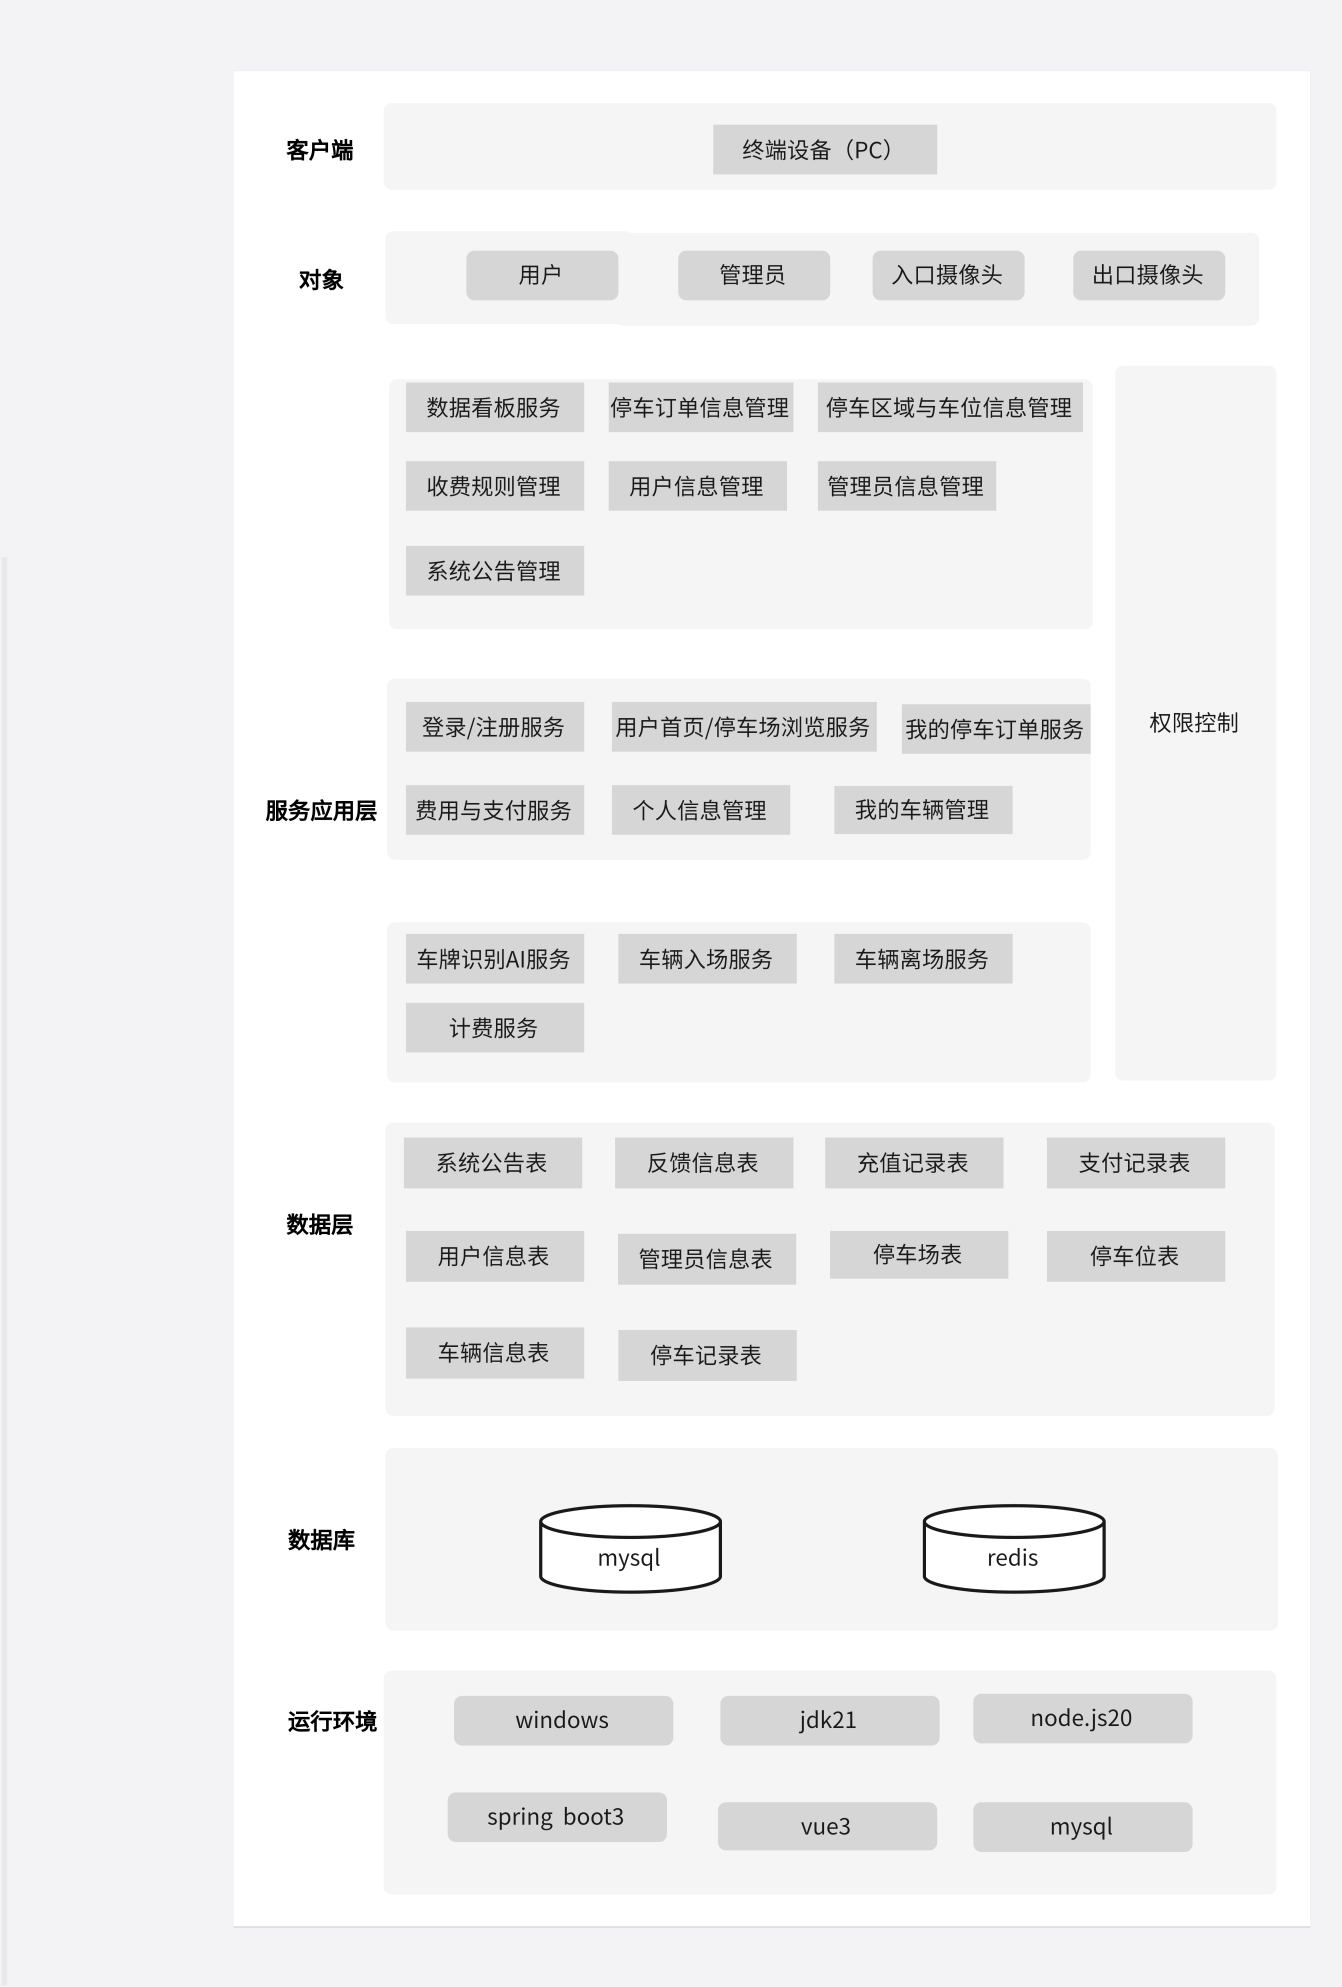 客户端
终端设备（PC）
对象
用户
管理员
入口摄像头
出口摄像头
数据看板服务
停车订单信息管理
停车区域与车位信息管理
收费规则管理
用户信息管理
管理员信息管理
系统公告管理
权限控制
服务应用层
登录/注册服务
用户首页/停车场浏览服务
我的停车订单服务
费用与支付服务
个人信息管理
我的车辆管理
车牌识别AI服务
车辆入场服务
车辆离场服务
计费服务
数据层
系统公告表
反馈信息表
充值记录表
支付记录表
用户信息表
管理员信息表
停车场表
停车位表
车辆信息表
停车记录表
数据库
mysql
redis
运行环境
windows
jdk21
node.js20
spring boot3
vue3
mysql